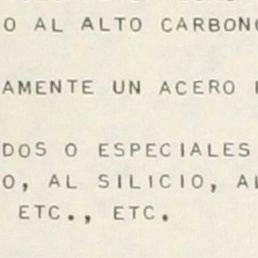 O AL ALTO CARBONO
AMENTE UN ACERO
DOS O ESPECIALES
O, AL SILICIO, AL
ETC., ETC.